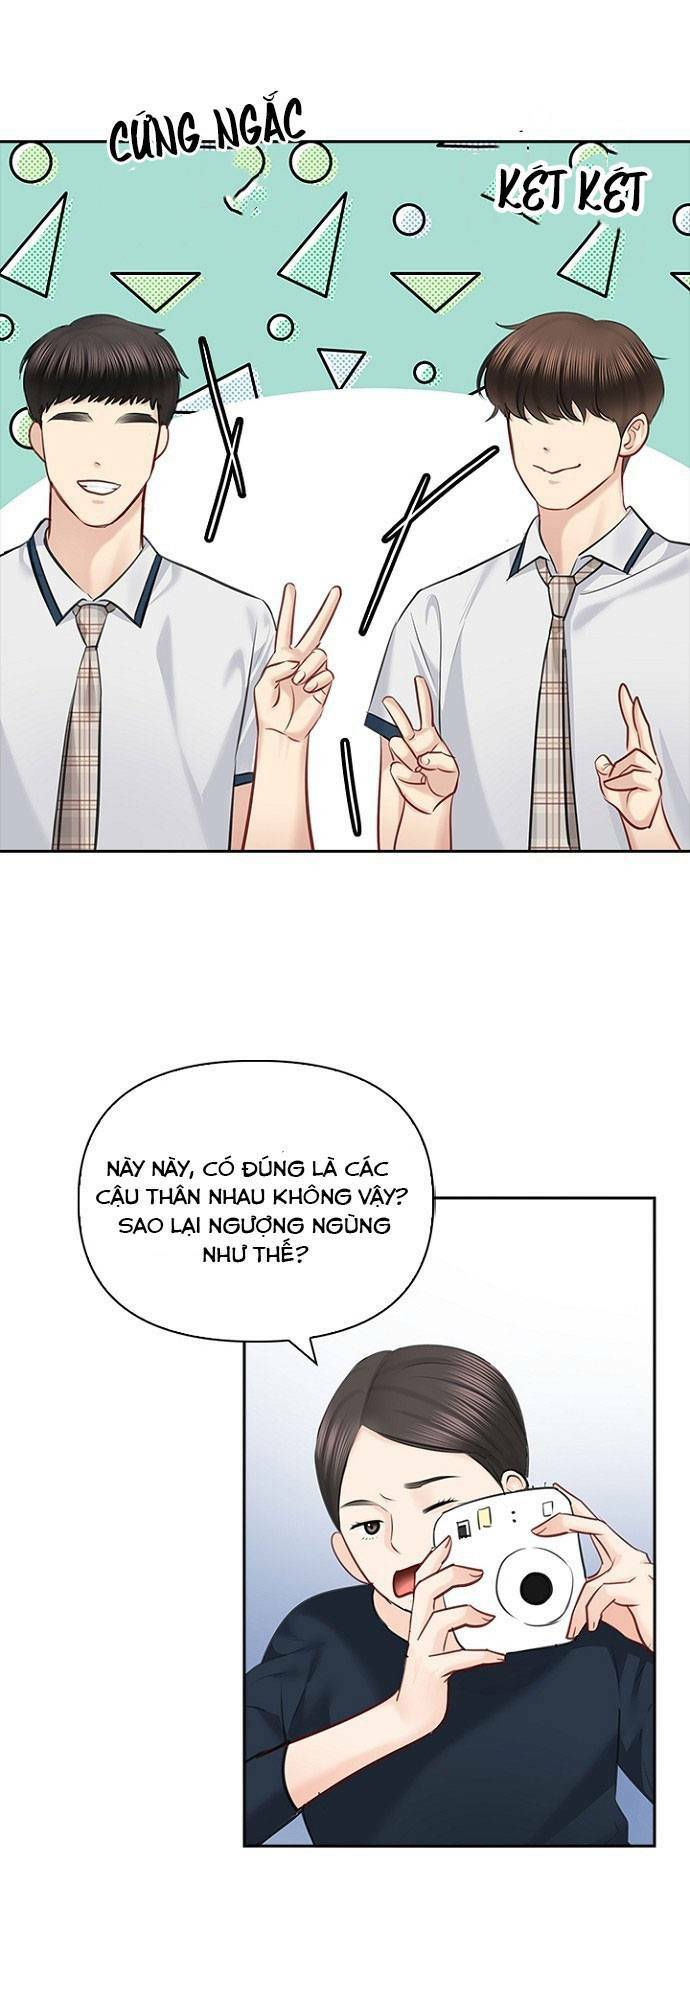 CỨNG NGẮC
KÉT KÉT
NÀY NÀY, CÓ ĐÚNG LÀ CÁC
CẬU THÂN NHAU KHÔNG VẬY?
SAO LẠI NGƯỢNG NGÙNG
NHƯ THẾ?